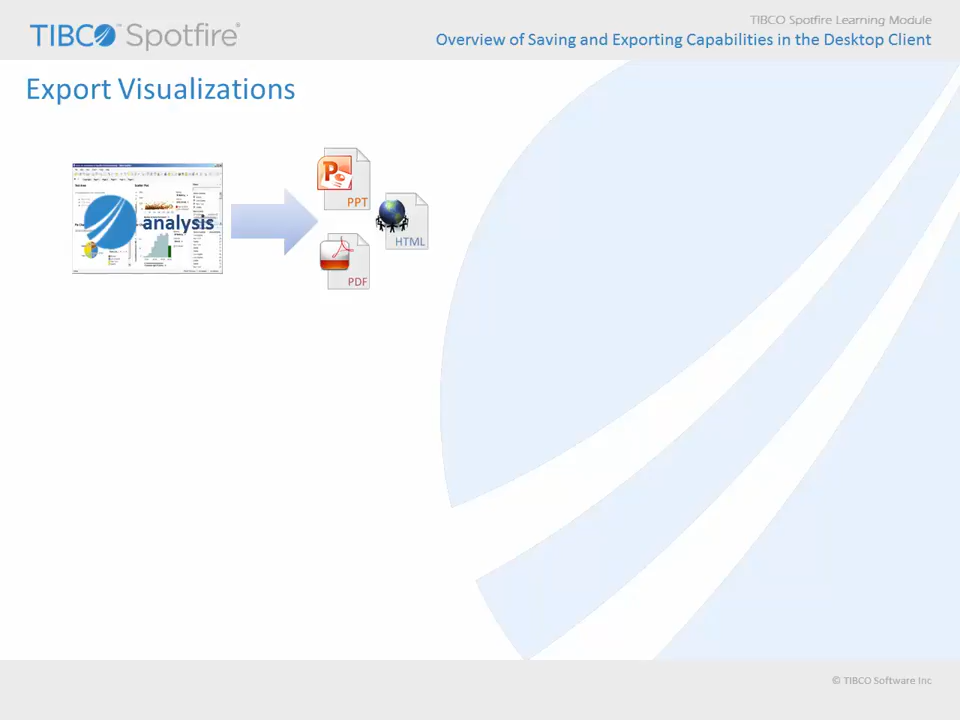 TIBCO™ Spotfire®
TIBCO Spotfire Learning Module
Overview of Saving and Exporting Capabilities in the Desktop Client
Export Visualizations
analysis
PPT
HTML
PDF
© TIBCO Software Inc